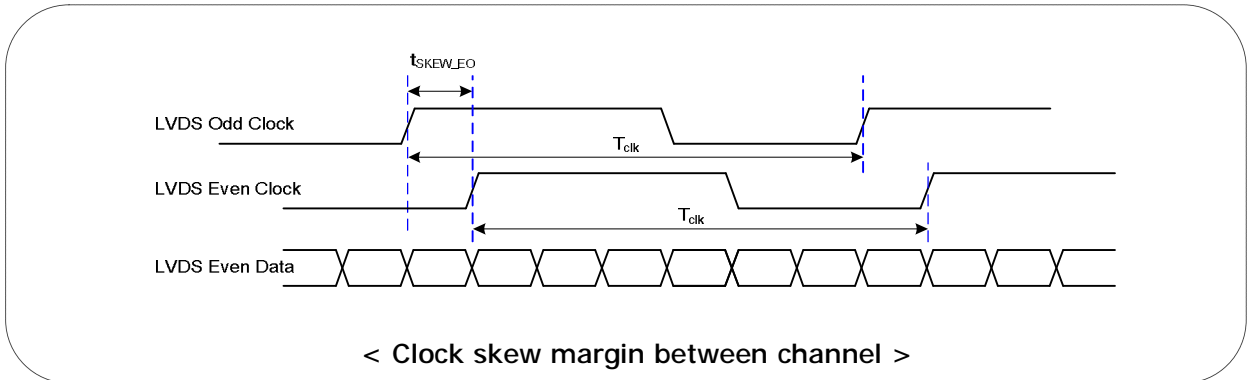 tSKEW_EO
LVDS Odd Clock
Tclk
LVDS Even Clock
Tclk
LVDS Even Data
< Clock skew margin between channel >